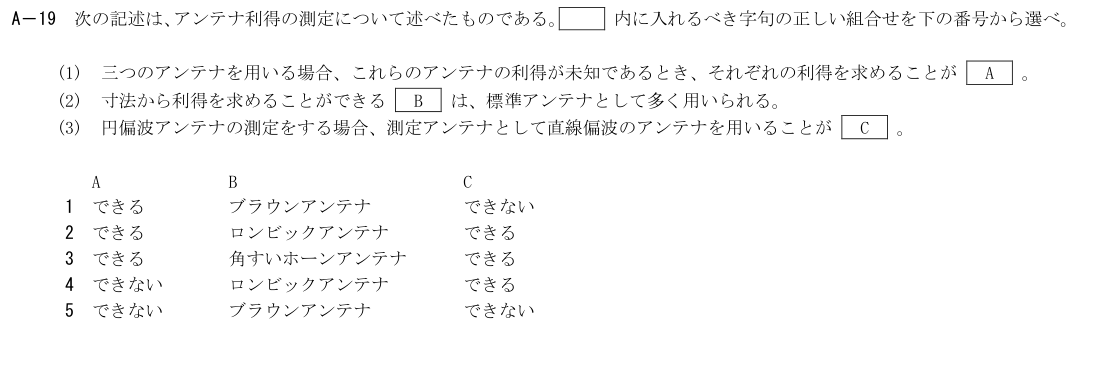 A－19 次の記述は、アンテナ利得の測定について述べたものである。 内に入れるべき字句の正しい組合せを下の番号から選べ。
(1) 三つのアンテナを用いる場合、これらのアンテナの利得が未知であるとき、それぞれの利得を求めることが A 。
(2) 寸法から利得を求めることができる B は、標準アンテナとして多く用いられる。
(3) 円偏波アンテナの測定をする場合、測定アンテナとして直線偏波のアンテナを用いることが C 。
A B C
1 できる ブラウンアンテナ できない
2 できる ロンビックアンテナ できる
3 できる 角すいホーンアンテナ できる
4 できない ロンビックアンテナ できる
5 できない ブラウンアンテナ できない